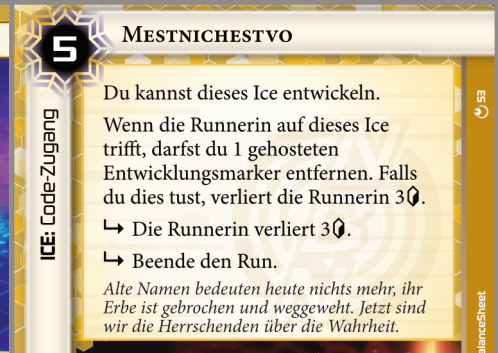 5
MESTNICHESTVO
Du kannst dieses Ice entwickeln.
Wenn die Runnerin auf dieses Ice
trifft, darfst du 1 gehosteten
Entwicklungsmarker entfernen. Falls
du dies tust, verliert die Runnerin 3.
↳ Die Runnerin verliert 3.
↳ Beende den Run.
Alte Namen bedeuten heute nichts mehr, ihr
Erbe ist gebrochen und weggeweht. Jetzt sind
wir die Herrschenden über die Wahrheit.
ICE: Code-Zugang
53
alanceSheet